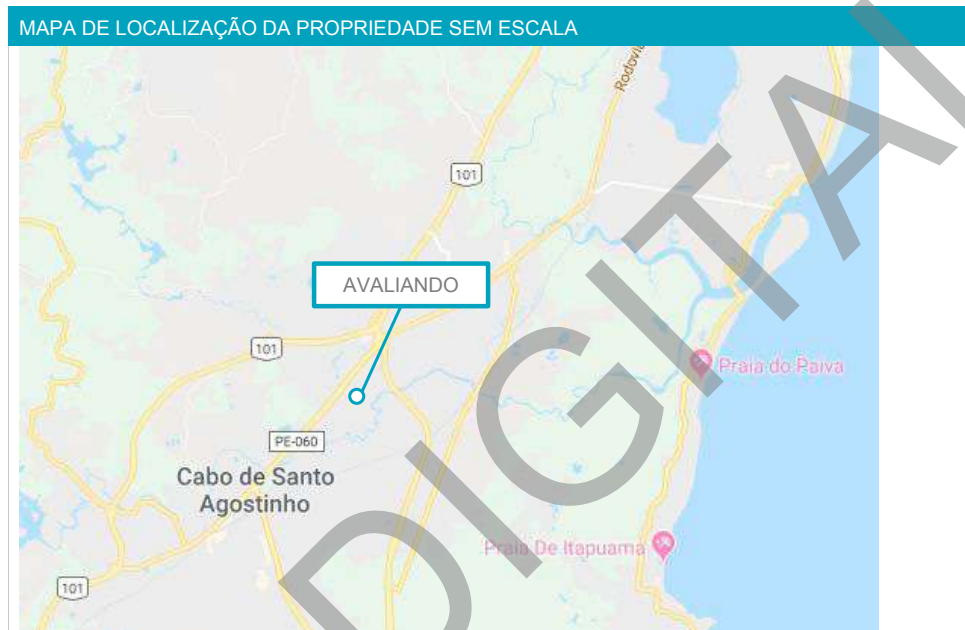 MAPA DE LOCALIZAÇÃO DA PROPRIEDADE SEM ESCALA
Rodovia
101
AVALIANDO
101
Praia do Paiva
PE-060
Cabo de Santo
Agostinho
Praia De Itapuama
101
DIGITAL